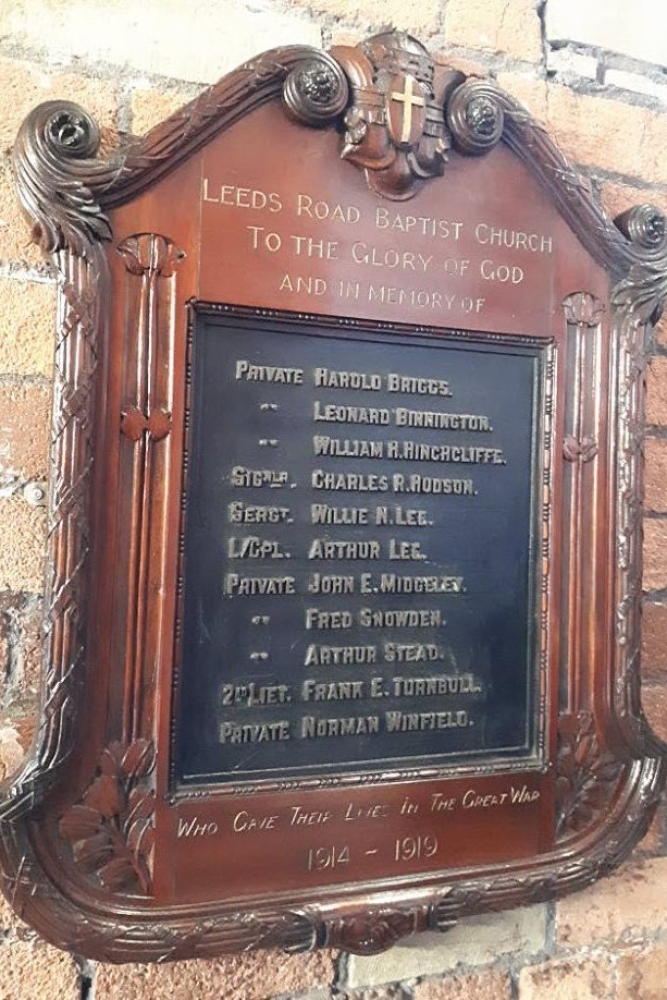 LEEDS ROAD BAPTIST CHURCH
TO THE GLORY OF GOD
AND IN MEMORY OF
PRIVATE HAROLD BRIGGS.
" LEONARD BINNINGTON.
" WILLIAM H. HINCHCLIFFE.
SIGNLR. CHARLES R. HODSON.
SERGT. WILLIE N. LEE.
L/CPL. ARTHUR LEE.
PRIVATE JOHN E. MIDGELEY.
" FRED SNOWDEN.
" ARTHUR STEAD.
2ND LIET. FRANK E. TURNBULL.
PRIVATE NORMAN WINFIELD.
WHO GAVE THEIR LIVES IN THE GREAT WAR
1914 - 1919